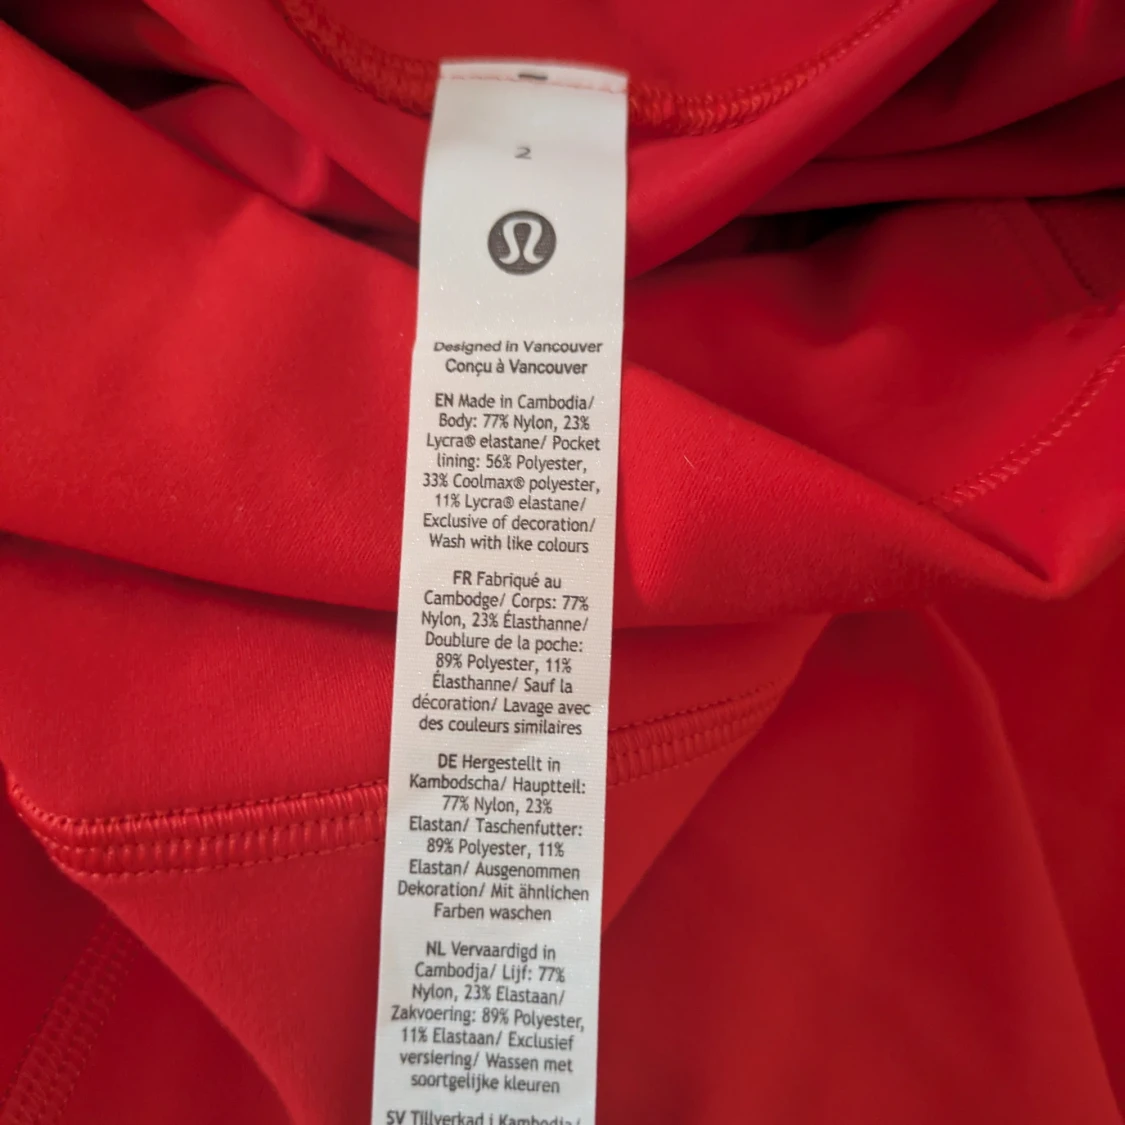 2
Designed in Vancouver
Conçu à Vancouver
EN Made in Cambodia/
Body: 77% Nylon, 23%
Lycra® elastane/ Pocket
lining: 56% Polyester,
33% Coolmax® polyester,
11% Lycra® elastane/
Exclusive of decoration/
Wash with like colours
FR Fabriqué au
Cambodge/ Corps: 77%
Nylon, 23% Élasthanne/
Doublure de la poche:
89% Polyester, 11%
Élasthanne/ Sauf la
décoration/ Lavage avec
des couleurs similaires
DE Hergestellt in
Kambodscha/ Hauptteil:
77% Nylon, 23%
Elastan/ Taschenfutter:
89% Polyester, 11%
Elastan/ Ausgenommen
Dekoration/ Mit ähnlichen
Farben waschen
NL Vervaardigd in
Cambodja/ Lijf: 77%
Nylon, 23% Elastaan/
Zakvoering: 89% Polyester,
11% Elastaan/ Exclusief
versiering/ Wassen met
soortgelijke kleuren
SV Tillverkad i Kambodja/